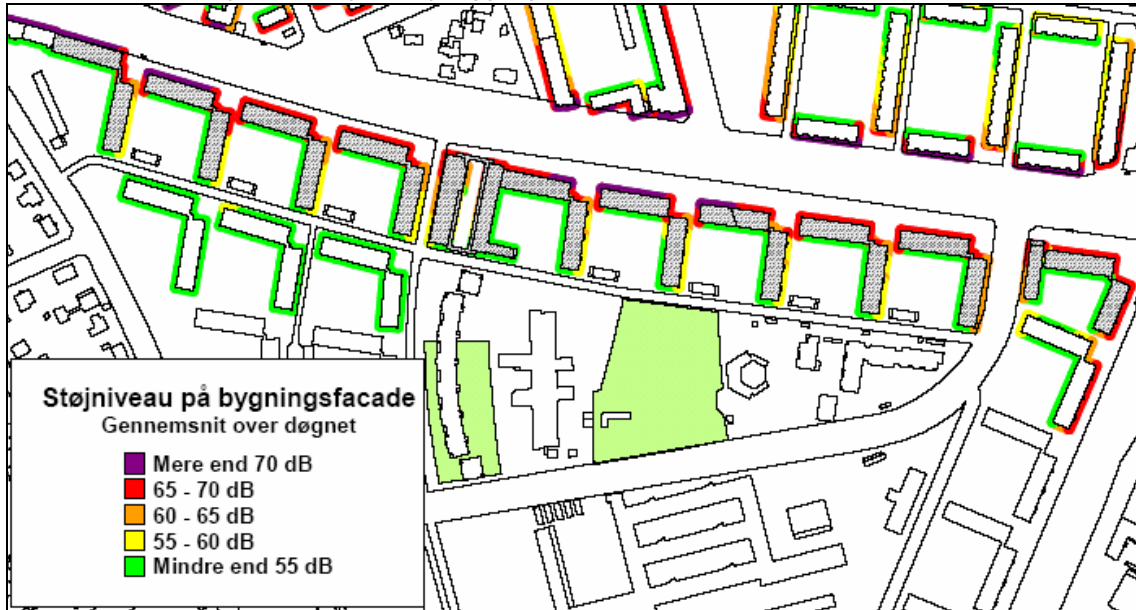 Støjniveau på bygningsfacade
Gennemsnit over døgnet
Mere end 70 dB
65 - 70 dB
60 - 65 dB
55 - 60 dB
Mindre end 55 dB